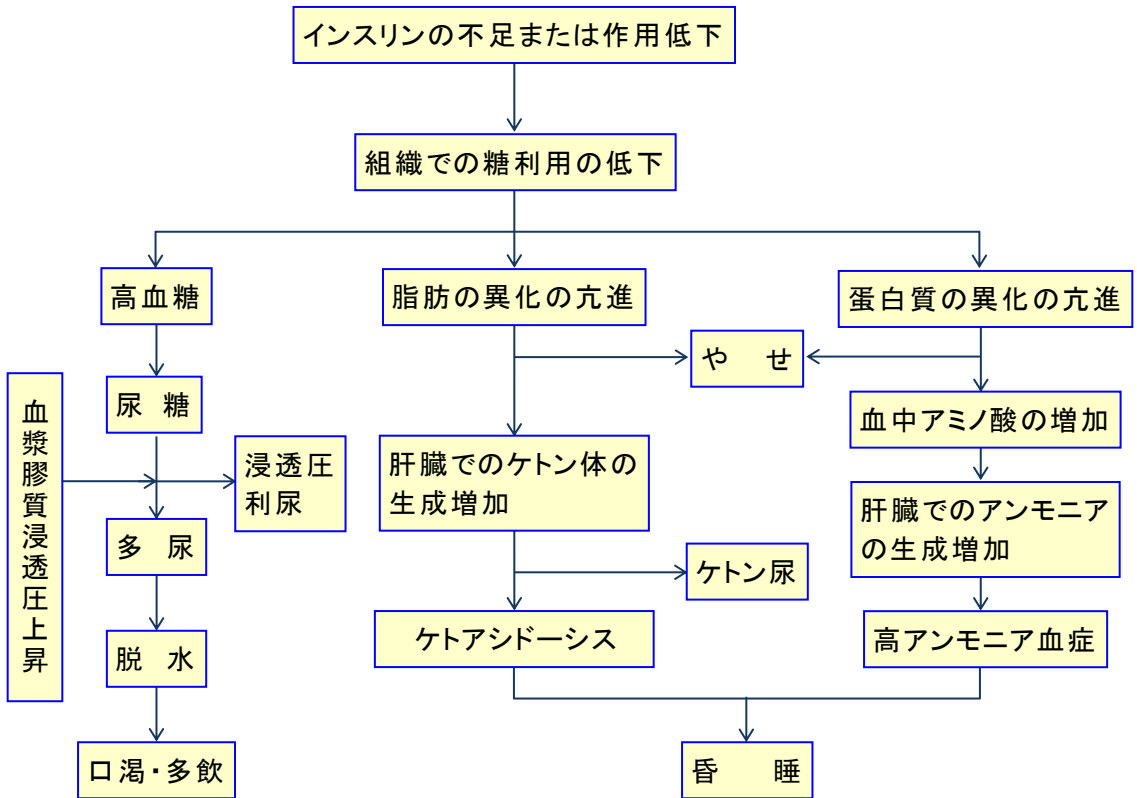 インスリンの不足または作用低下
組織での糖利用の低下
高血糖
脂肪の異化の亢進
蛋白質の異化の亢進
や せ
尿 糖
血漿膠質浸透圧上昇
浸透圧
利尿
血中アミノ酸の増加
肝臓でのケトン体の
生成増加
肝臓でのアンモニア
の生成増加
多 尿
ケトン尿
脱 水
ケトアシドーシス
高アンモニア血症
口渇・多飲
昏 睡